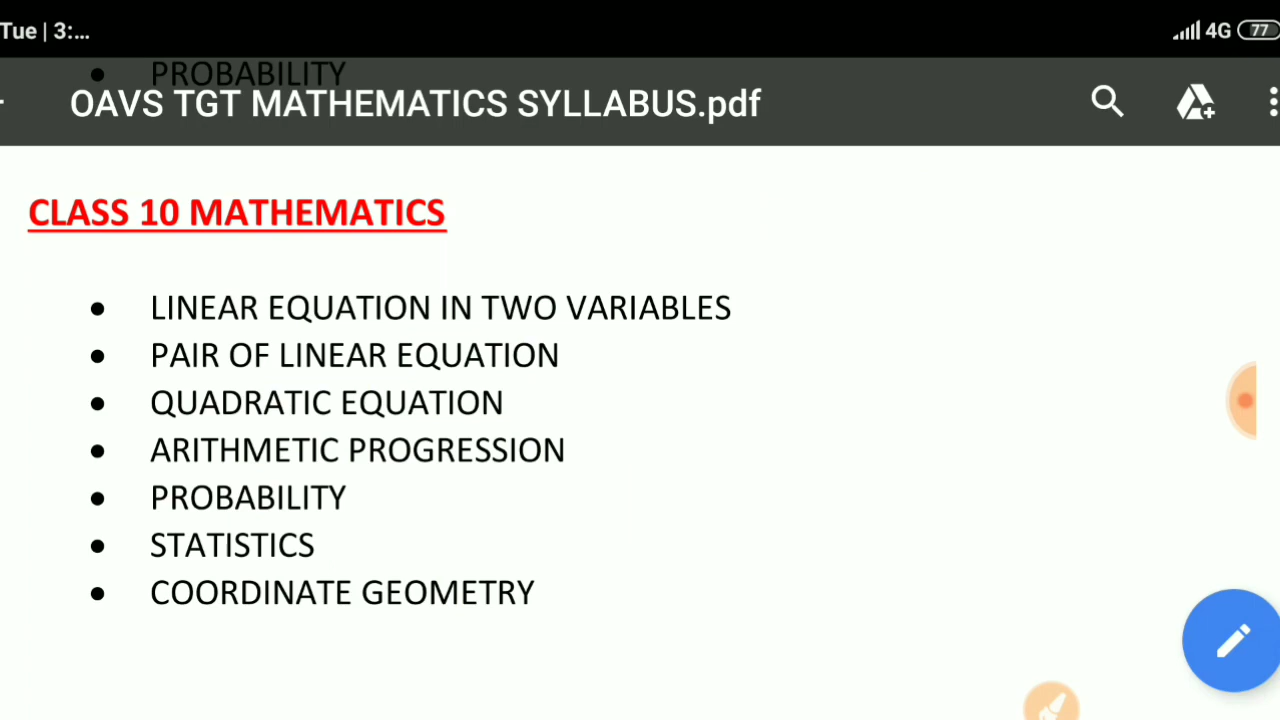 Tue | 3:...
4G 77
PROBABILITY
OAVS TGT MATHEMATICS SYLLABUS.pdf
CLASS 10 MATHEMATICS
• LINEAR EQUATION IN TWO VARIABLES
• PAIR OF LINEAR EQUATION
• QUADRATIC EQUATION
• ARITHMETIC PROGRESSION
• PROBABILITY
• STATISTICS
• COORDINATE GEOMETRY